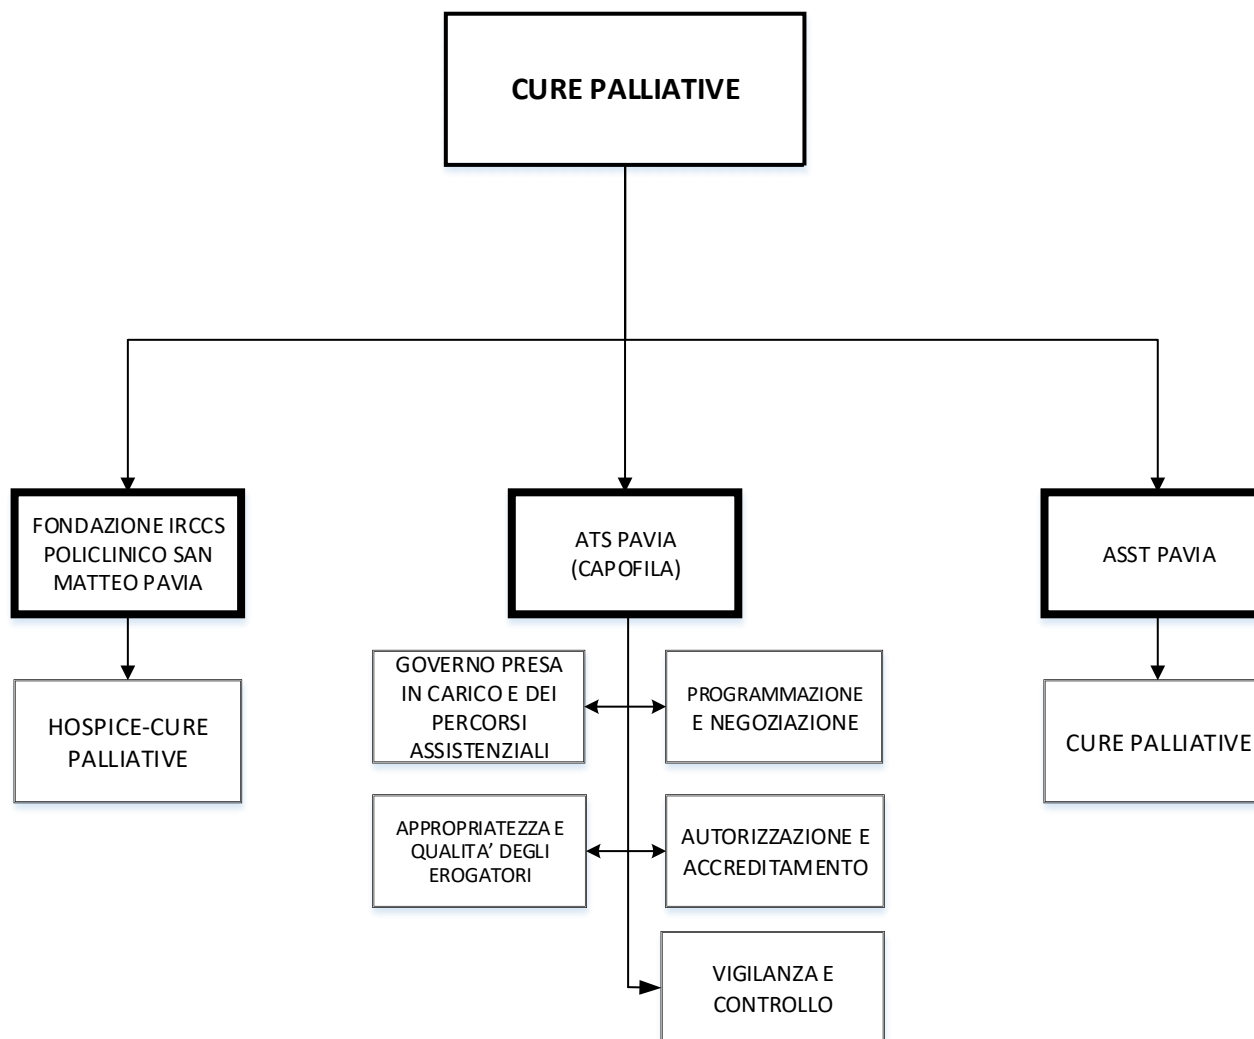 CURE PALLIATIVE
FONDAZIONE IRCCS
POLICLINICO SAN
MATTEO PAVIA
ATS PAVIA
(CAPOFILA)
ASST PAVIA
HOSPICE-CURE
PALLIATIVE
GOVERNO PRESA
IN CARICO E DEI
PERCORSI
ASSISTENZIALI
PROGRAMMAZIONE
E NEGOZIAZIONE
CURE PALLIATIVE
APPROPRIATEZZA E
QUALITA’ DEGLI
EROGATORI
AUTORIZZAZIONE E
ACCREDITAMENTO
VIGILANZA E
CONTROLLO